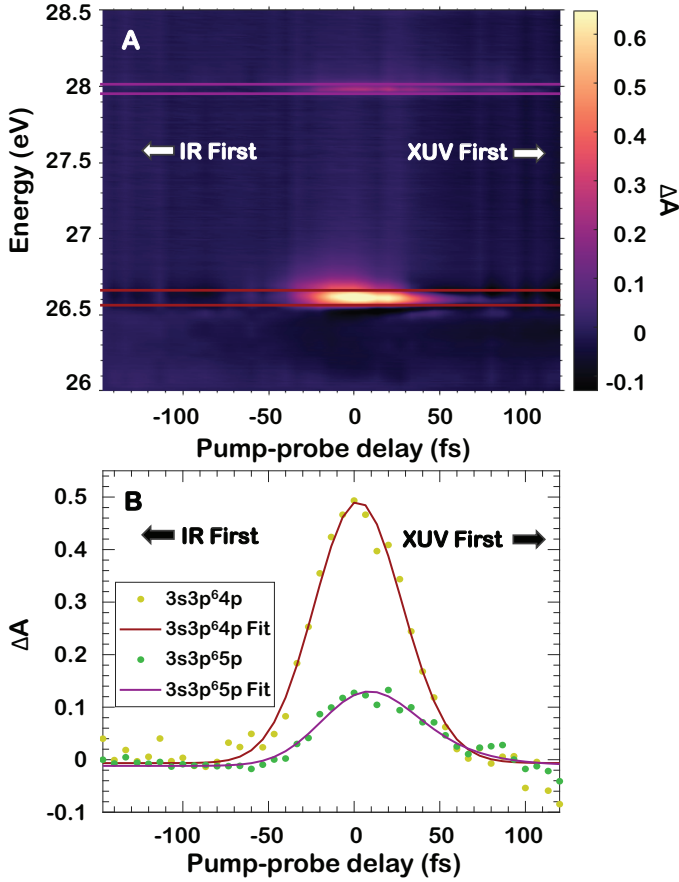 A
28.5
28
27.5
27
26.5
26
Energy (eV)
IR First
XUV First
0.6
0.5
0.4
0.3
0.2
0.1
0
-0.1
ΔA
-100
-50
0
50
100
Pump-probe delay (fs)
B
0.5
0.4
0.3
0.2
0.1
0
-0.1
ΔA
IR First
XUV First
3s3p⁶4p
3s3p⁶4p Fit
3s3p⁶5p
3s3p⁶5p Fit
-100
-50
0
50
100
Pump-probe delay (fs)